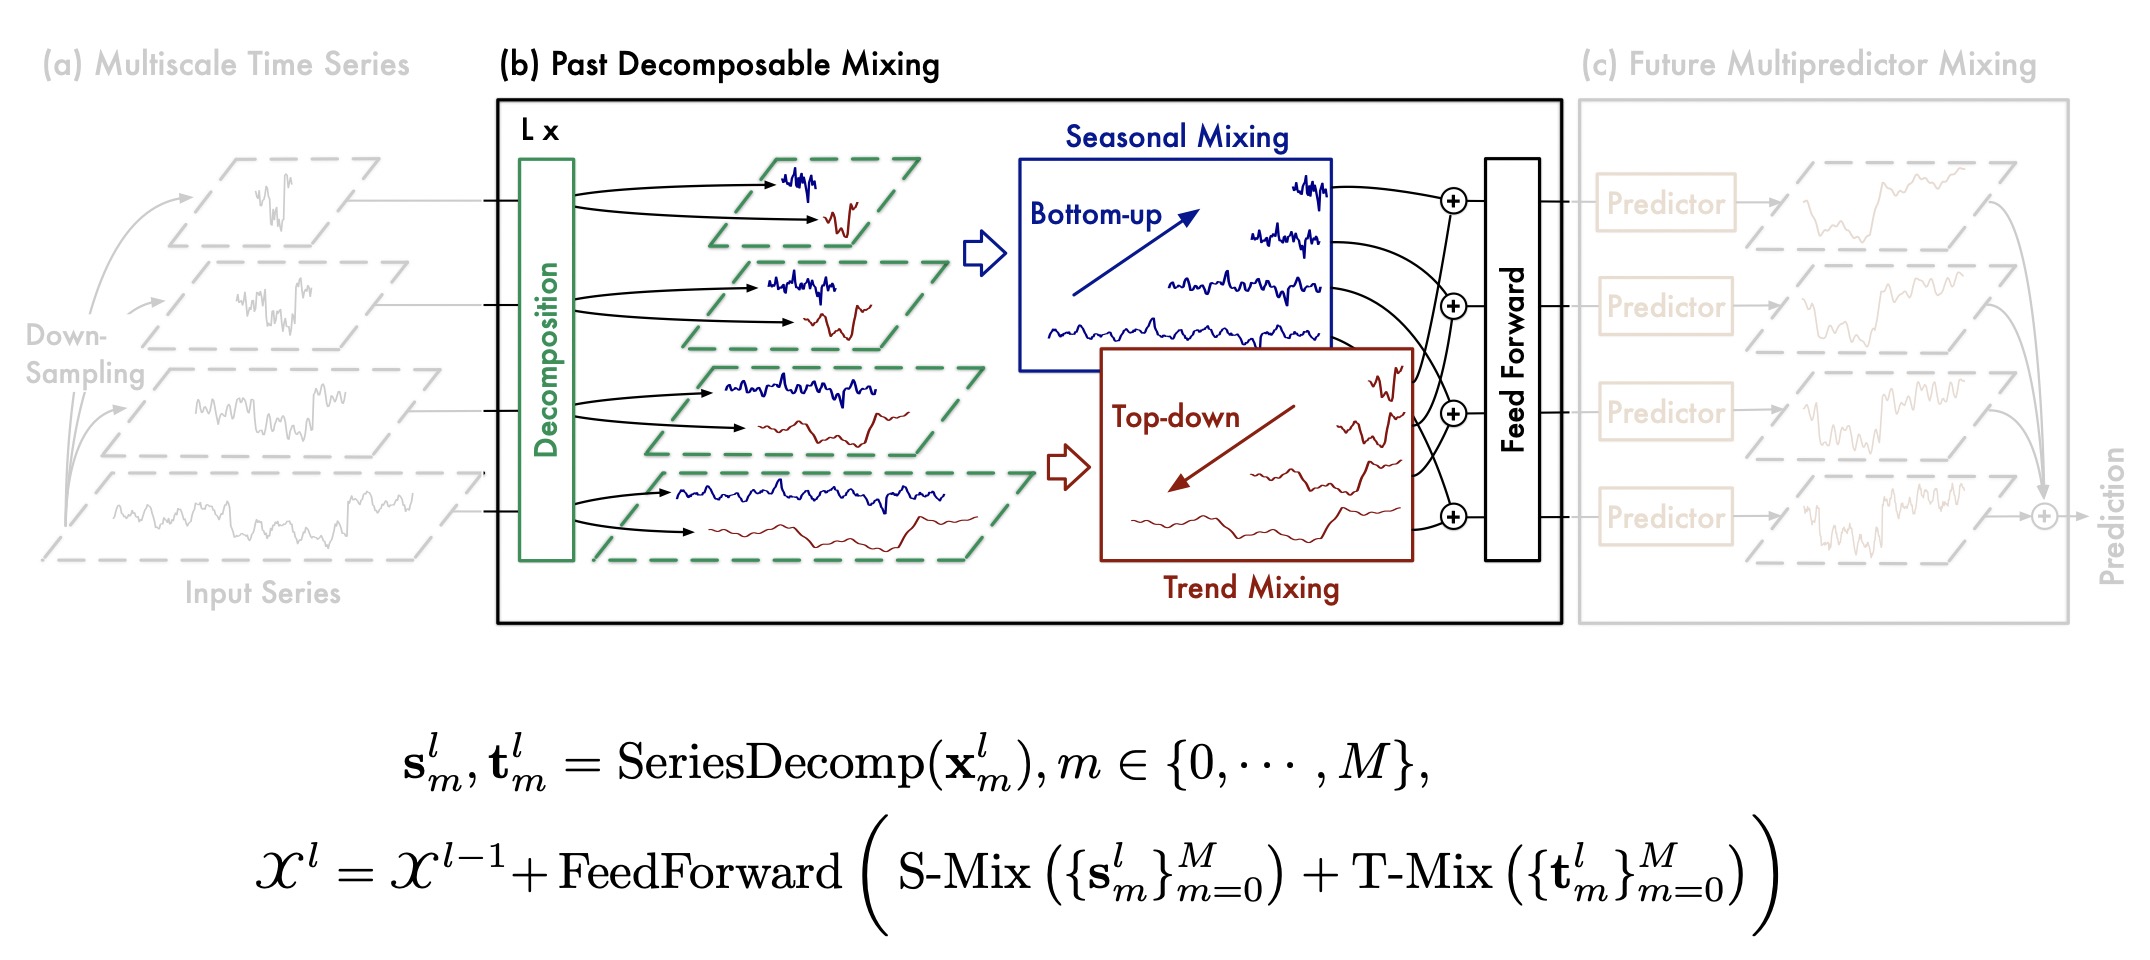 (a) Multiscale Time Series
(b) Past Decomposable Mixing
(c) Future Multipredictor Mixing
Down-
Sampling
Input Series
L x
Decomposition
Seasonal Mixing
Bottom-up
Top-down
Trend Mixing
+
+
+
+
Feed Forward
Predictor
Predictor
Predictor
Predictor
+
Prediction
$\mathbf{s}_m^l, \mathbf{t}_m^l = \text{SeriesDecomp}(\mathbf{x}_m^l), m \in \{0, \cdots, M\},$
$\mathcal{X}^l = \mathcal{X}^{l-1} + \text{FeedForward}\left(\text{S-Mix}\left(\{\mathbf{s}_m^l\}_{m=0}^M\right) + \text{T-Mix}\left(\{\mathbf{t}_m^l\}_{m=0}^M\right)\right)$